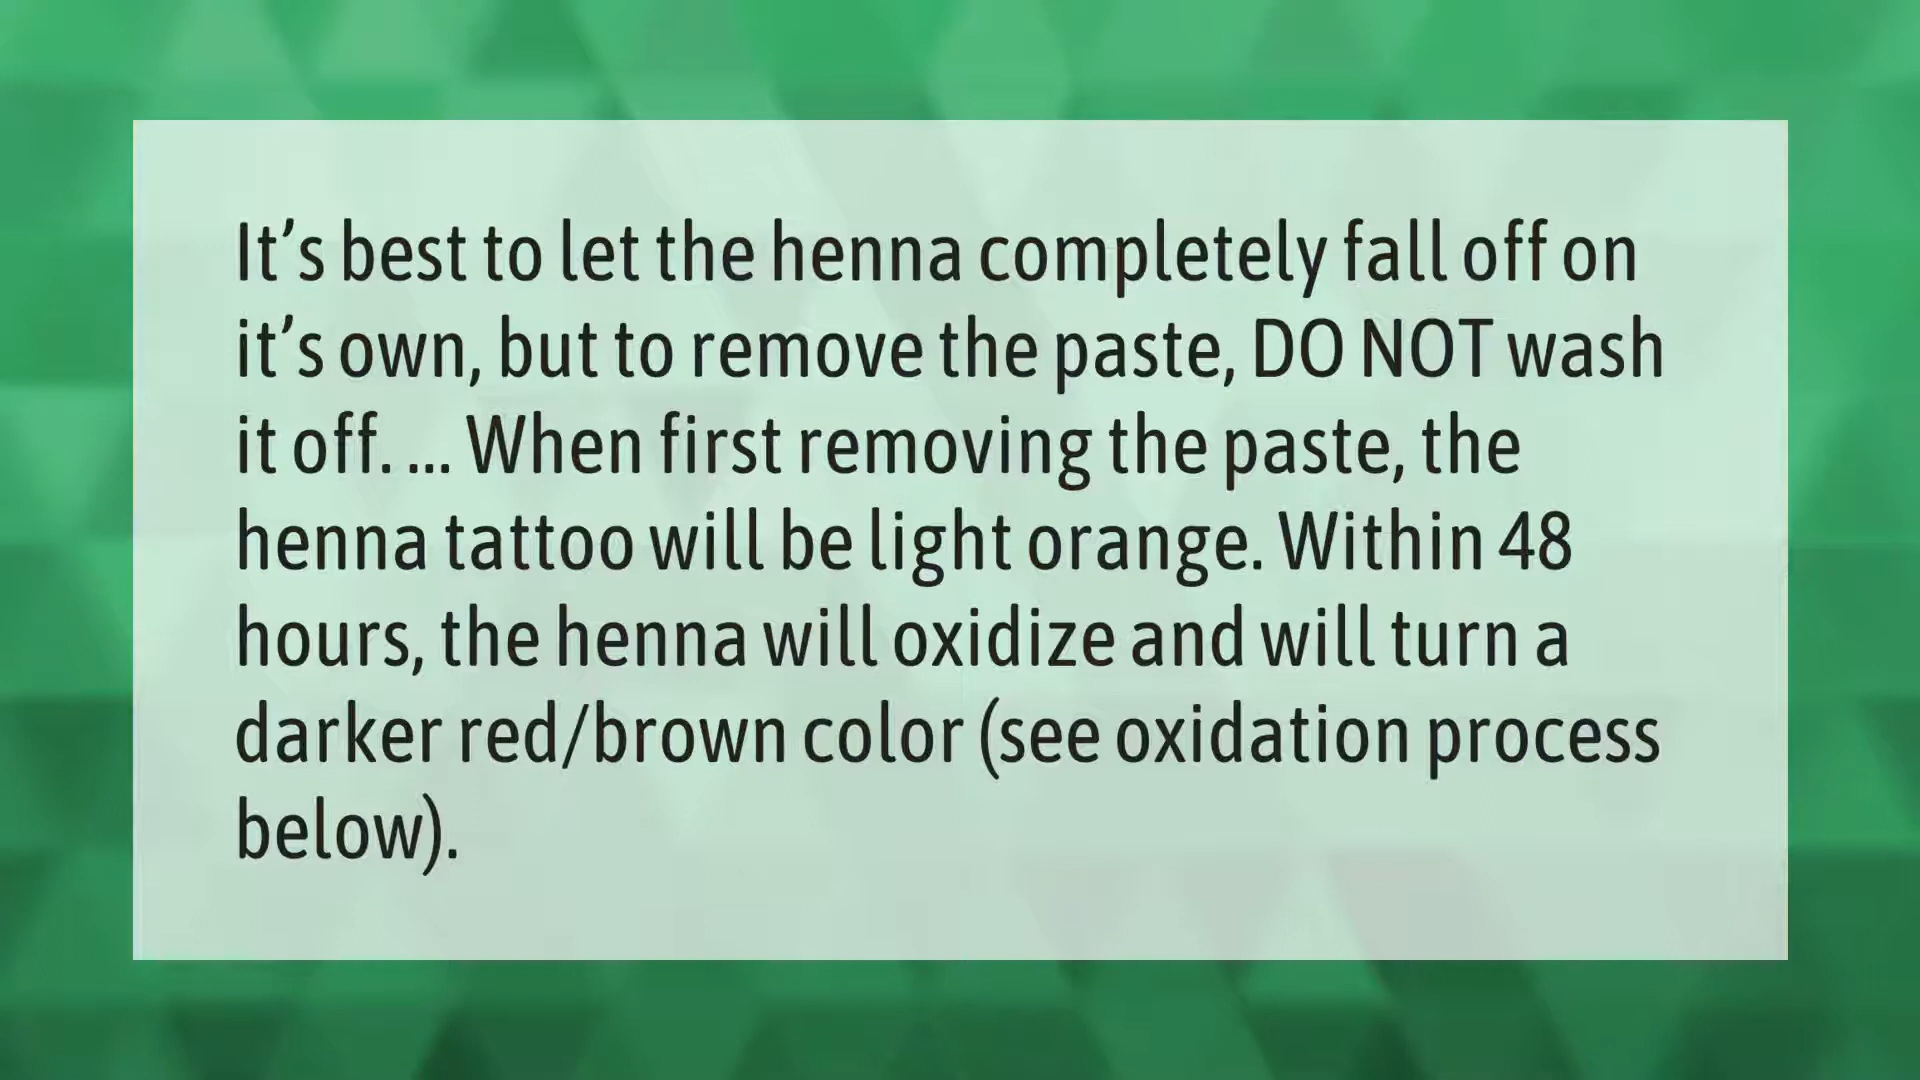 It’s best to let the henna completely fall off on
it’s own, but to remove the paste, DO NOT wash
it off. ... When first removing the paste, the
henna tattoo will be light orange. Within 48
hours, the henna will oxidize and will turn a
darker red/brown color (see oxidation process
below).